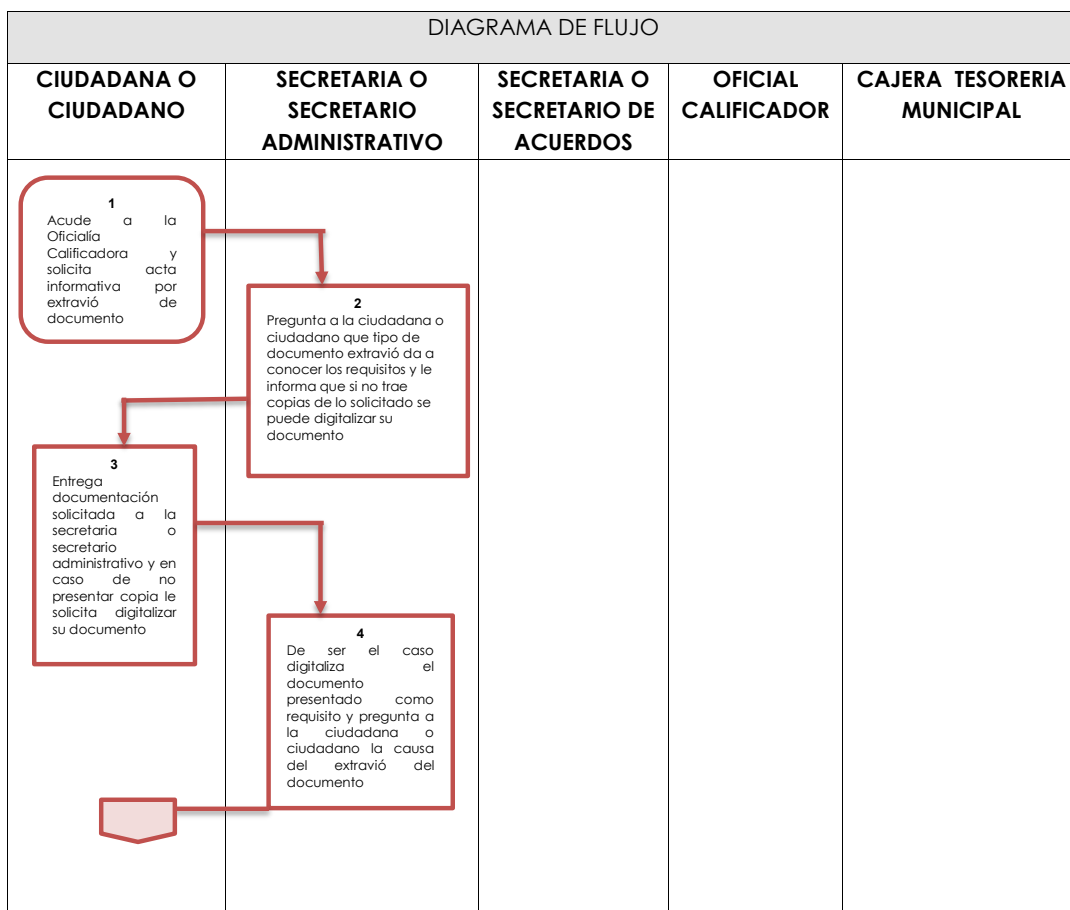 DIAGRAMA DE FLUJO
CIUDADANA O
CIUDADANO
SECRETARIA O
SECRETARIO
ADMINISTRATIVO
SECRETARIA O
SECRETARIO DE
ACUERDOS
OFICIAL
CALIFICADOR
CAJERA TESORERIA
MUNICIPAL
1
Acude a la
Oficialía
Calificadora y
solicita acta
informativa por
extravió de
documento
2
Pregunta a la ciudadana o
ciudadano que tipo de
documento extravió da a
conocer los requisitos y le
informa que si no trae
copias de lo solicitado se
puede digitalizar su
documento
3
Entrega
documentación
solicitada a la
secretaria o
secretario
administrativo y en
caso de no
presentar copia le
solicita digitalizar
su documento
4
De ser el caso
digitaliza el
documento
presentado como
requisito y pregunta a
la ciudadana o
ciudadano la causa
del extravió del
documento